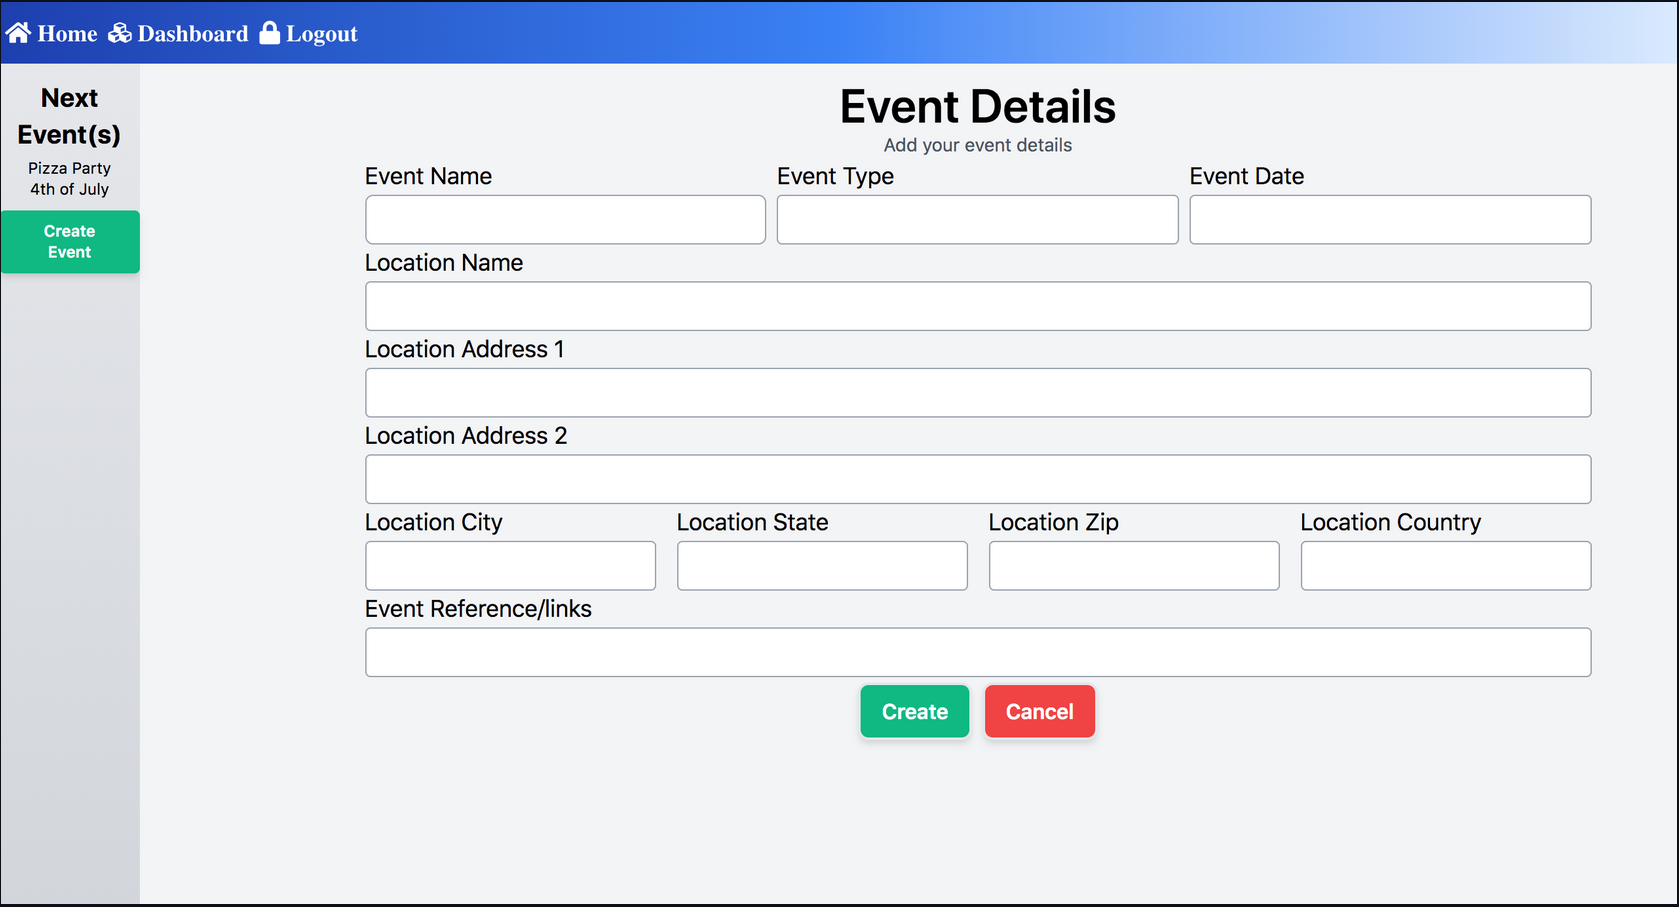 Home Dashboard Logout
Next
Event(s)
Pizza Party
4th of July
Create
Event
Event Details
Add your event details
Event Name Event Type Event Date
Location Name
Location Address 1
Location Address 2
Location City Location State Location Zip Location Country
Event Reference/links
Create Cancel